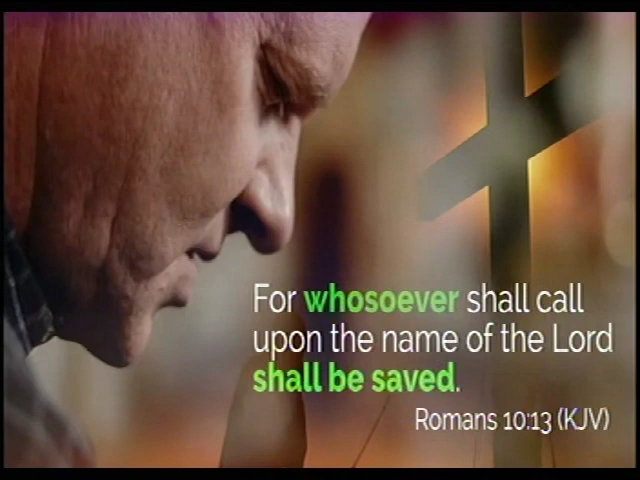 For whosoever shall call
upon the name of the Lord
shall be saved.
Romans 10:13 (KJV)